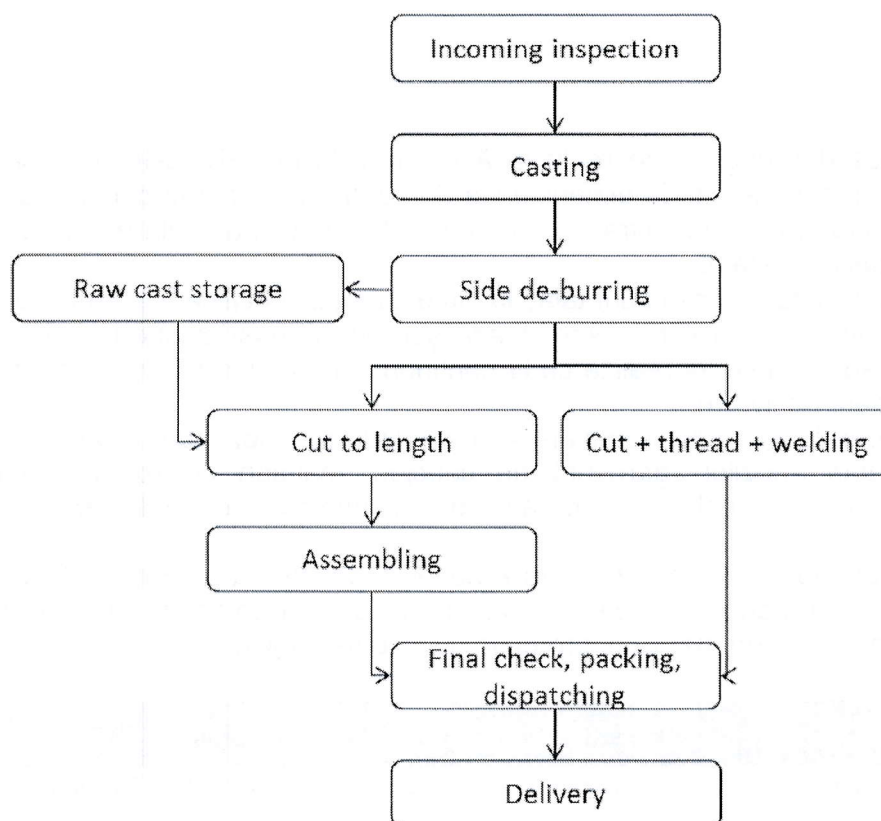 Incoming inspection
Casting
Raw cast storage
Side de-burring
Cut to length
Cut + thread + welding
Assembling
Final check, packing,
dispatching
Delivery